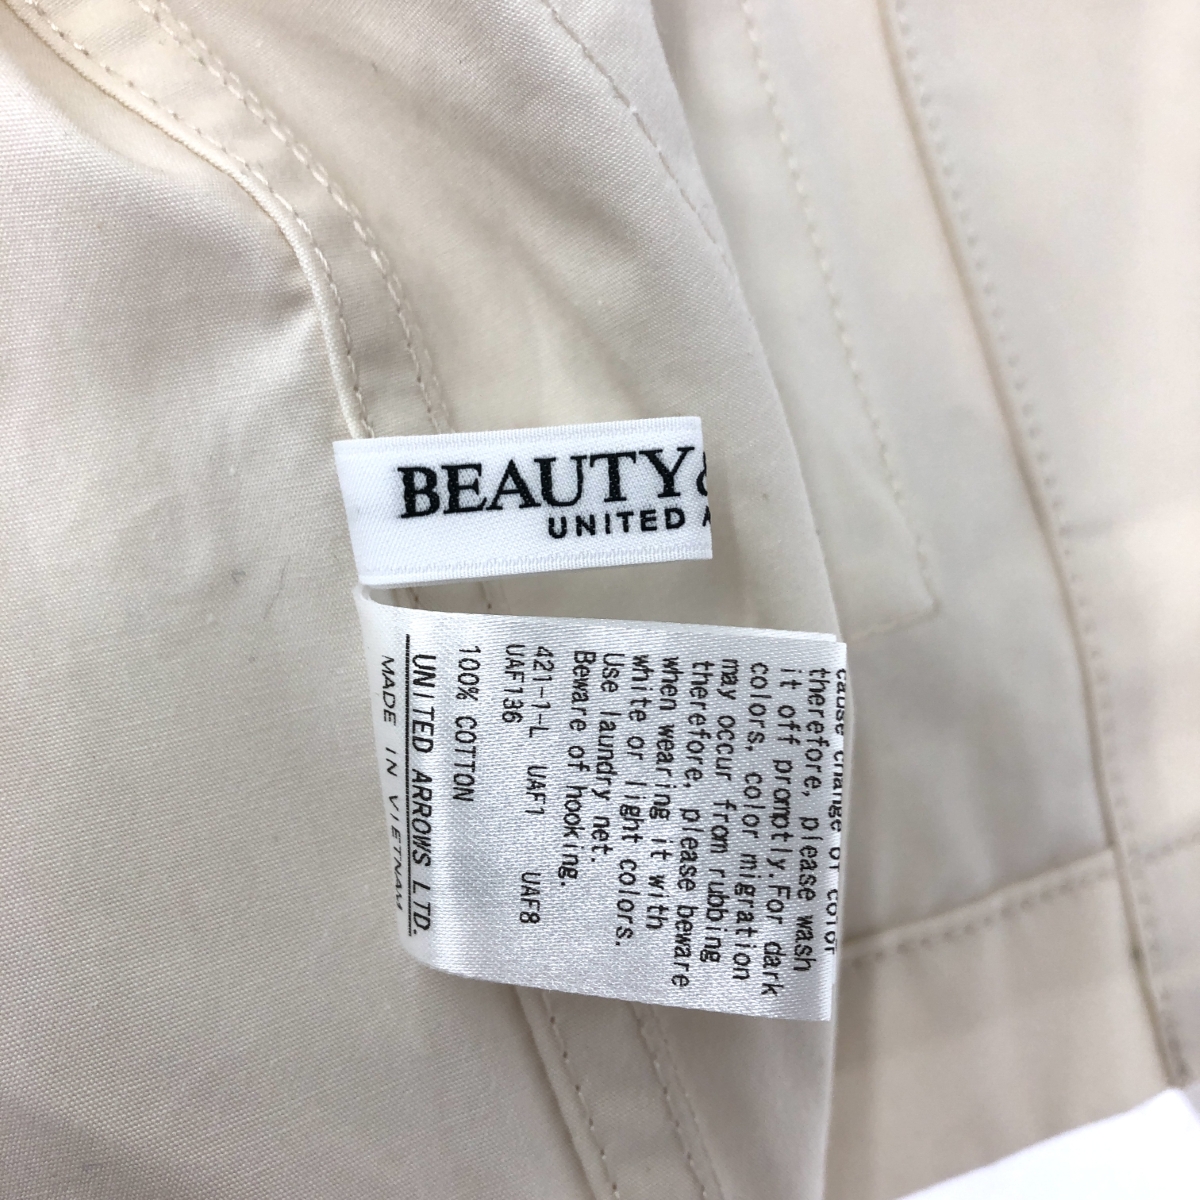 BEAUTY&
UNITED A
cause change of color
therefore, please wash
it off promptly.For dark
colors, color migration
may occur from rubbing
therefore, please beware
when wearing it with
white or light colors.
Use laundry net.
Beware of hooking.
421-1-L UAF1 UAF8
UAF136
100% COTTON
UNITED ARROWS LTD.
MADE IN VIETNAM